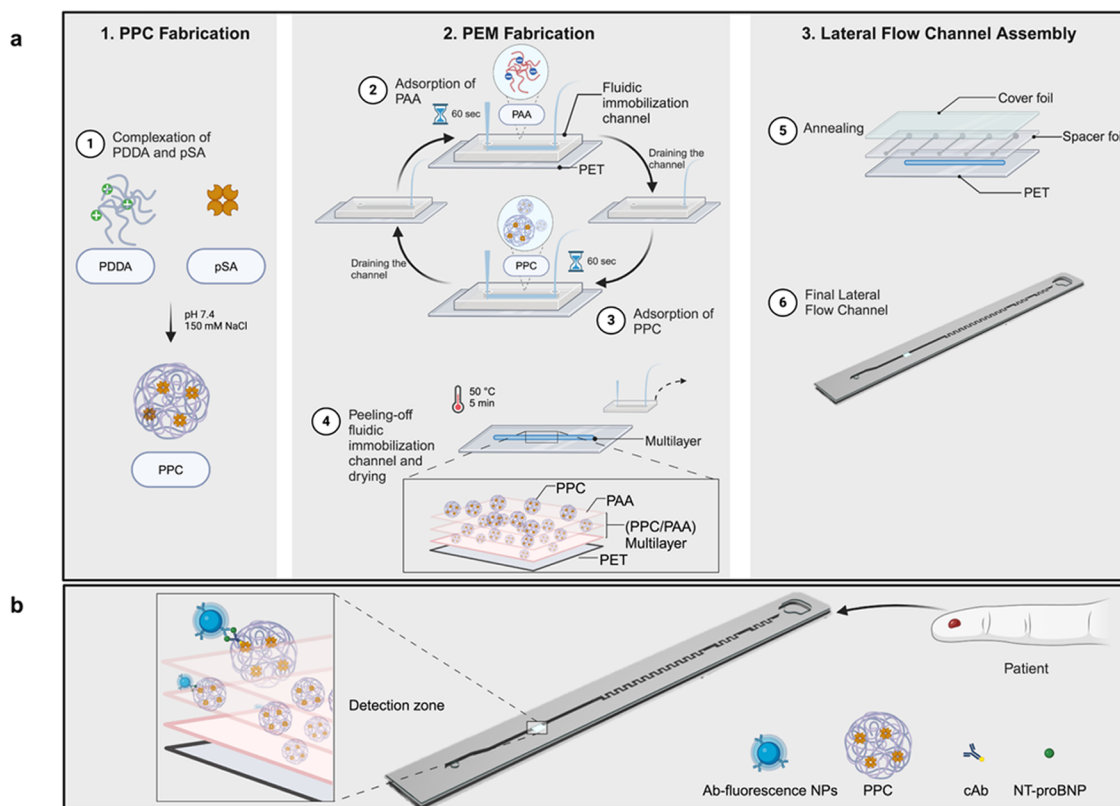 a
1. PPC Fabrication
1
Complexation of
PDDA and pSA
PDDA
pSA
pH 7.4
150 mM NaCl
PPC
2. PEM Fabrication
2
Adsorption of
PAA
60 sec
PAA
Fluidic
immobilization
channel
PET
Draining the
channel
Draining the
channel
PPC
60 sec
3
Adsorption of
PPC
4
Peeling-off
fluidic
immobilization
channel and
drying
50 °C
5 min
Multilayer
PPC
PAA
(PPC/PAA)
Multilayer
PET
3. Lateral Flow Channel Assembly
5
Annealing
Cover foil
Spacer foi
PET
6
Final Lateral
Flow Channel
b
Detection zone
Patient
Ab-fluorescence NPs
PPC
cAb
NT-proBNP